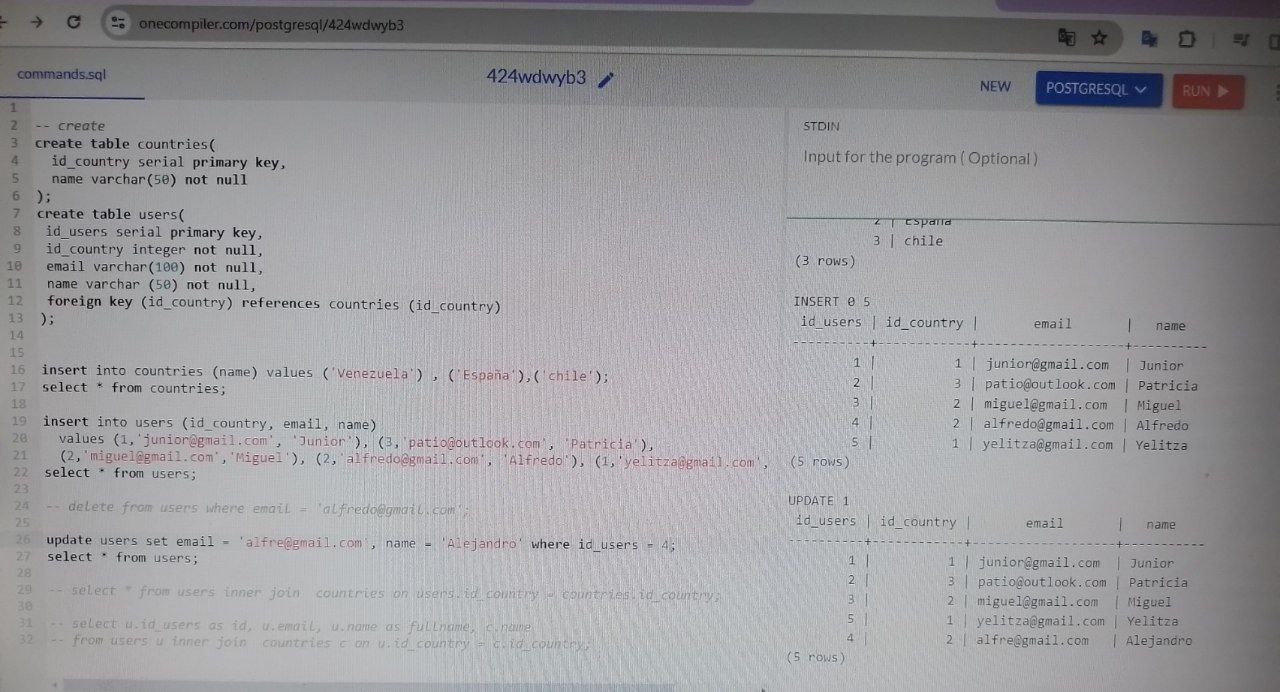 onecompiler.com/postgresql/424wdwyb3
commands.sql
424wdwyb3
NEW
POSTGRESQL
RUN
1
2 -- create
3 create table countries(
4 id_country serial primary key,
5 name varchar(50) not null
6 );
7 create table users(
8 id_users serial primary key,
9 id_country integer not null,
10 email varchar(100) not null,
11 name varchar (50) not null,
12 foreign key (id_country) references countries (id_country)
13 );
14
15
16 insert into countries (name) values ('Venezuela') , ('España'),('chile');
17 select * from countries;
18
19 insert into users (id_country, email, name)
20 values (1,'junior@gmail.com', 'Junior'), (3,'patio@outlook.com', 'Patricia'),
21 (2,'miguel@gmail.com','Miguel'), (2,'alfredo@gmail.com', 'Alfredo'), (1,'yelitza@gmail.com',
22 select * from users;
23
24 -- delete from users where email = 'alfredo@gmail.com';
25
26 update users set email = 'alfre@gmail.com', name = 'Alejandro' where id_users = 4;
27 select * from users;
28
29 -- select * from users inner join countries on users.id_country = countries.id_country;
30
31 -- select u.id_users as id, u.email, u.name as fullname, c.name
32 -- from users u inner join countries c on u.id_country = c.id_country;
STDIN
Input for the program ( Optional )
2 | España
3 | chile
(3 rows)
INSERT 0 5
id_users | id_country | email | name
----------+------------+-------------------+-----------
1 | 1 | junior@gmail.com | Junior
2 | 3 | patio@outlook.com | Patricia
3 | 2 | miguel@gmail.com | Miguel
4 | 2 | alfredo@gmail.com | Alfredo
5 | 1 | yelitza@gmail.com | Yelitza
(5 rows)
UPDATE 1
id_users | id_country | email | name
----------+------------+-------------------+-----------
1 | 1 | junior@gmail.com | Junior
2 | 3 | patio@outlook.com | Patricia
3 | 2 | miguel@gmail.com | Miguel
5 | 1 | yelitza@gmail.com | Yelitza
4 | 2 | alfre@gmail.com | Alejandro
(5 rows)